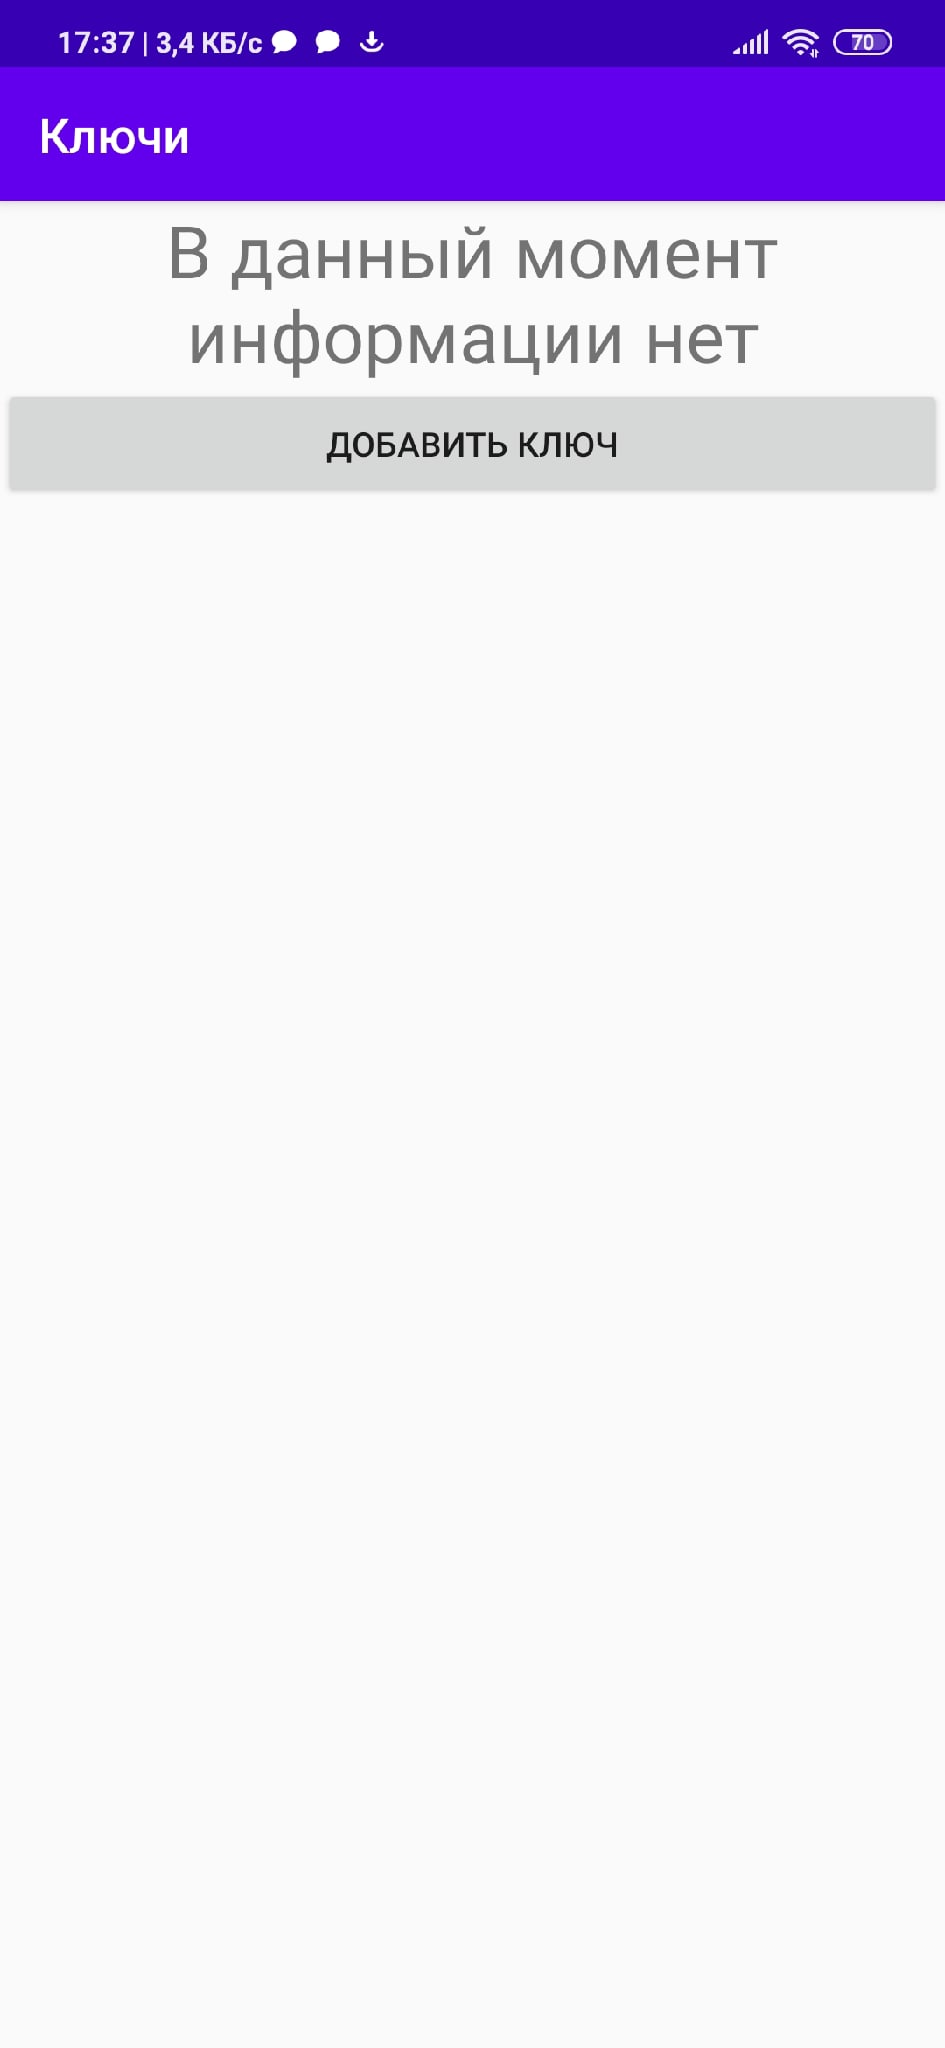 17:37 | 3,4 КБ/с 70
Ключи
В данный момент
информации нет
ДОБАВИТЬ КЛЮЧ